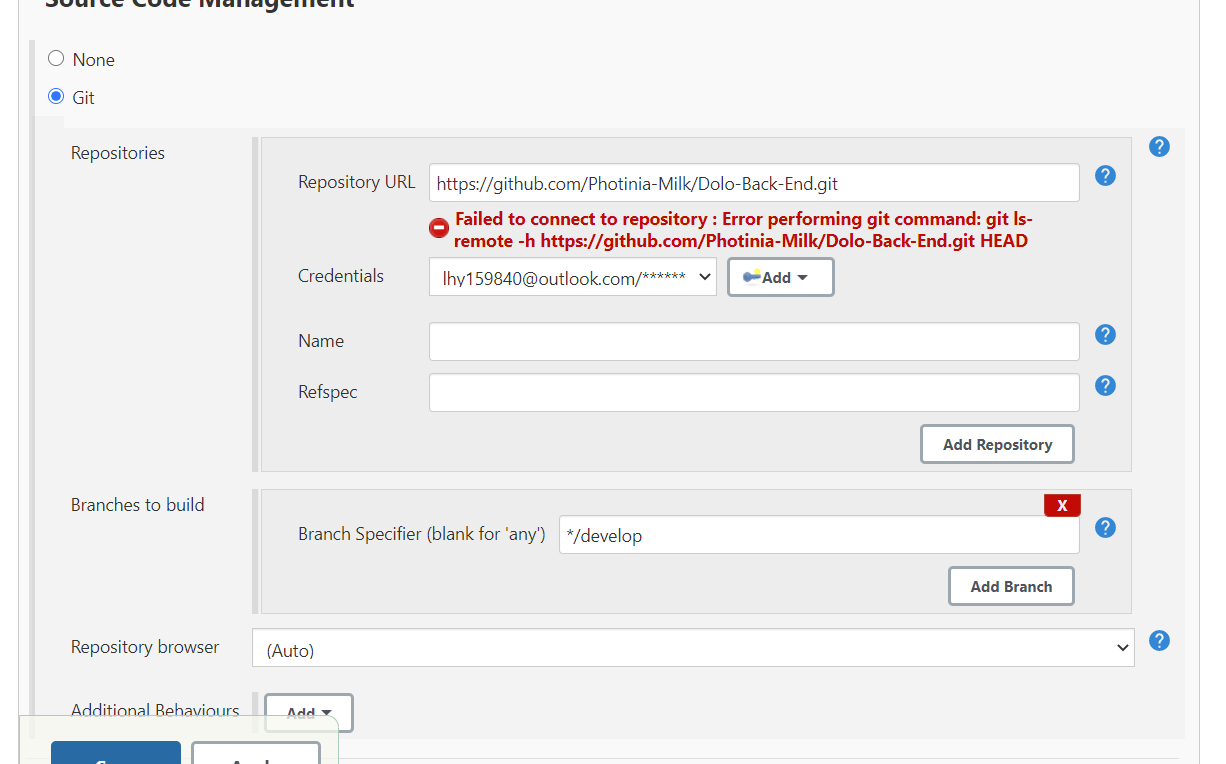 Source Code Management
None
Git
Repositories
Repository URL
https://github.com/Photinia-Milk/Dolo-Back-End.git
Failed to connect to repository : Error performing git command: git ls-
remote -h https://github.com/Photinia-Milk/Dolo-Back-End.git HEAD
Credentials
lhy159840@outlook.com/******
Add
Name
Refspec
Add Repository
Branches to build
X
Branch Specifier (blank for 'any')
*/develop
Add Branch
Repository browser
(Auto)
Additional Behaviours
Add